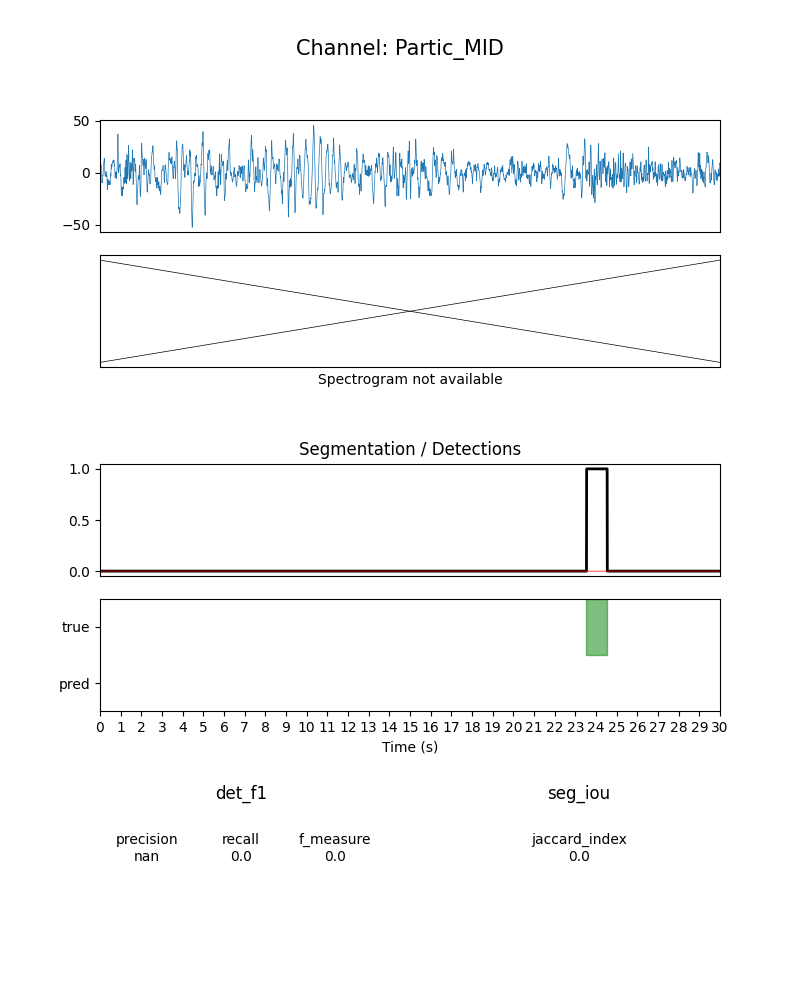 Channel: Partic_MID
50
0
−50
Spectrogram not available
Segmentation / Detections
1.0
0.5
0.0
true
pred
0 1 2 3 4 5 6 7 8 9 10 11 12 13 14 15 16 17 18 19 20 21 22 23 24 25 26 27 28 29 30
Time (s)
det_f1 seg_iou
precision recall f_measure jaccard_index
nan 0.0 0.0 0.0